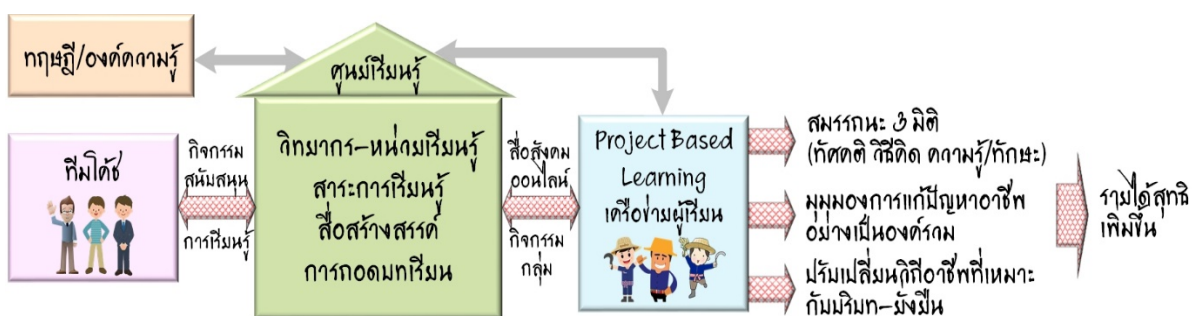 ทฤษฎี/องค์ความรู้
ศูนย์เรียนรู้
ทีมโค้ช
กิจกรรม
สนับสนุน
การเรียนรู้
วิทยากร-หน่วยเรียนรู้
สาระการเรียนรู้
สื่อสร้างสรรค์
การถอดบทเรียน
สื่อสังคม
ออนไลน์
กิจกรรม
กลุ่ม
Project Based
Learning
เครือข่ายผู้เรียน
สมรรถนะ 3 มิติ
(ทัศคติ วิธีคิด ความรู้/ทักษะ)
มุมมองการแก้ปัญหาอาชีพ
อย่างเป็นองค์รวม
ปรับเปลี่ยนวิถีอาชีพที่เหมาะ
กับบริบท-ยั่งยืน
รายได้สุทธิ
เพิ่มขึ้น